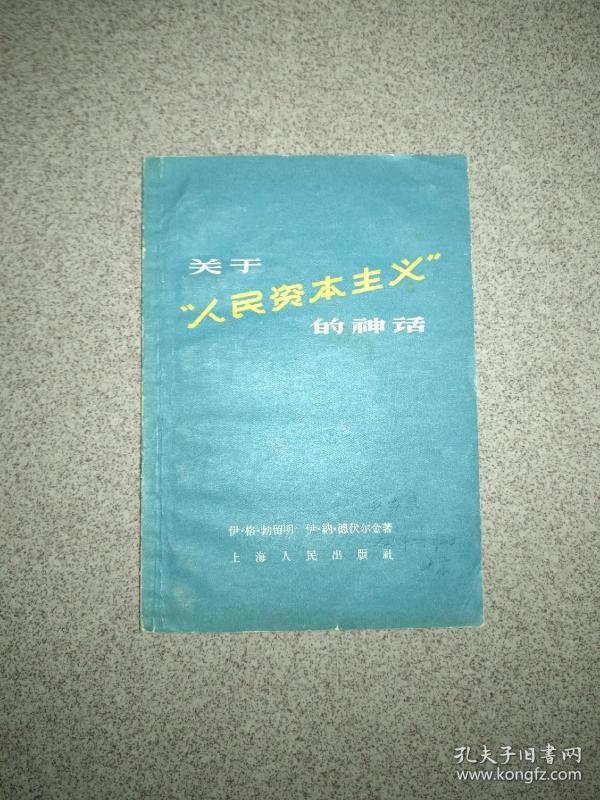 关于
“人民资本主义”
的神话
伊·格·勃留明 伊·納·德伏尔金著
上海人民出版社
孔夫子旧书网
www.kongfz.com